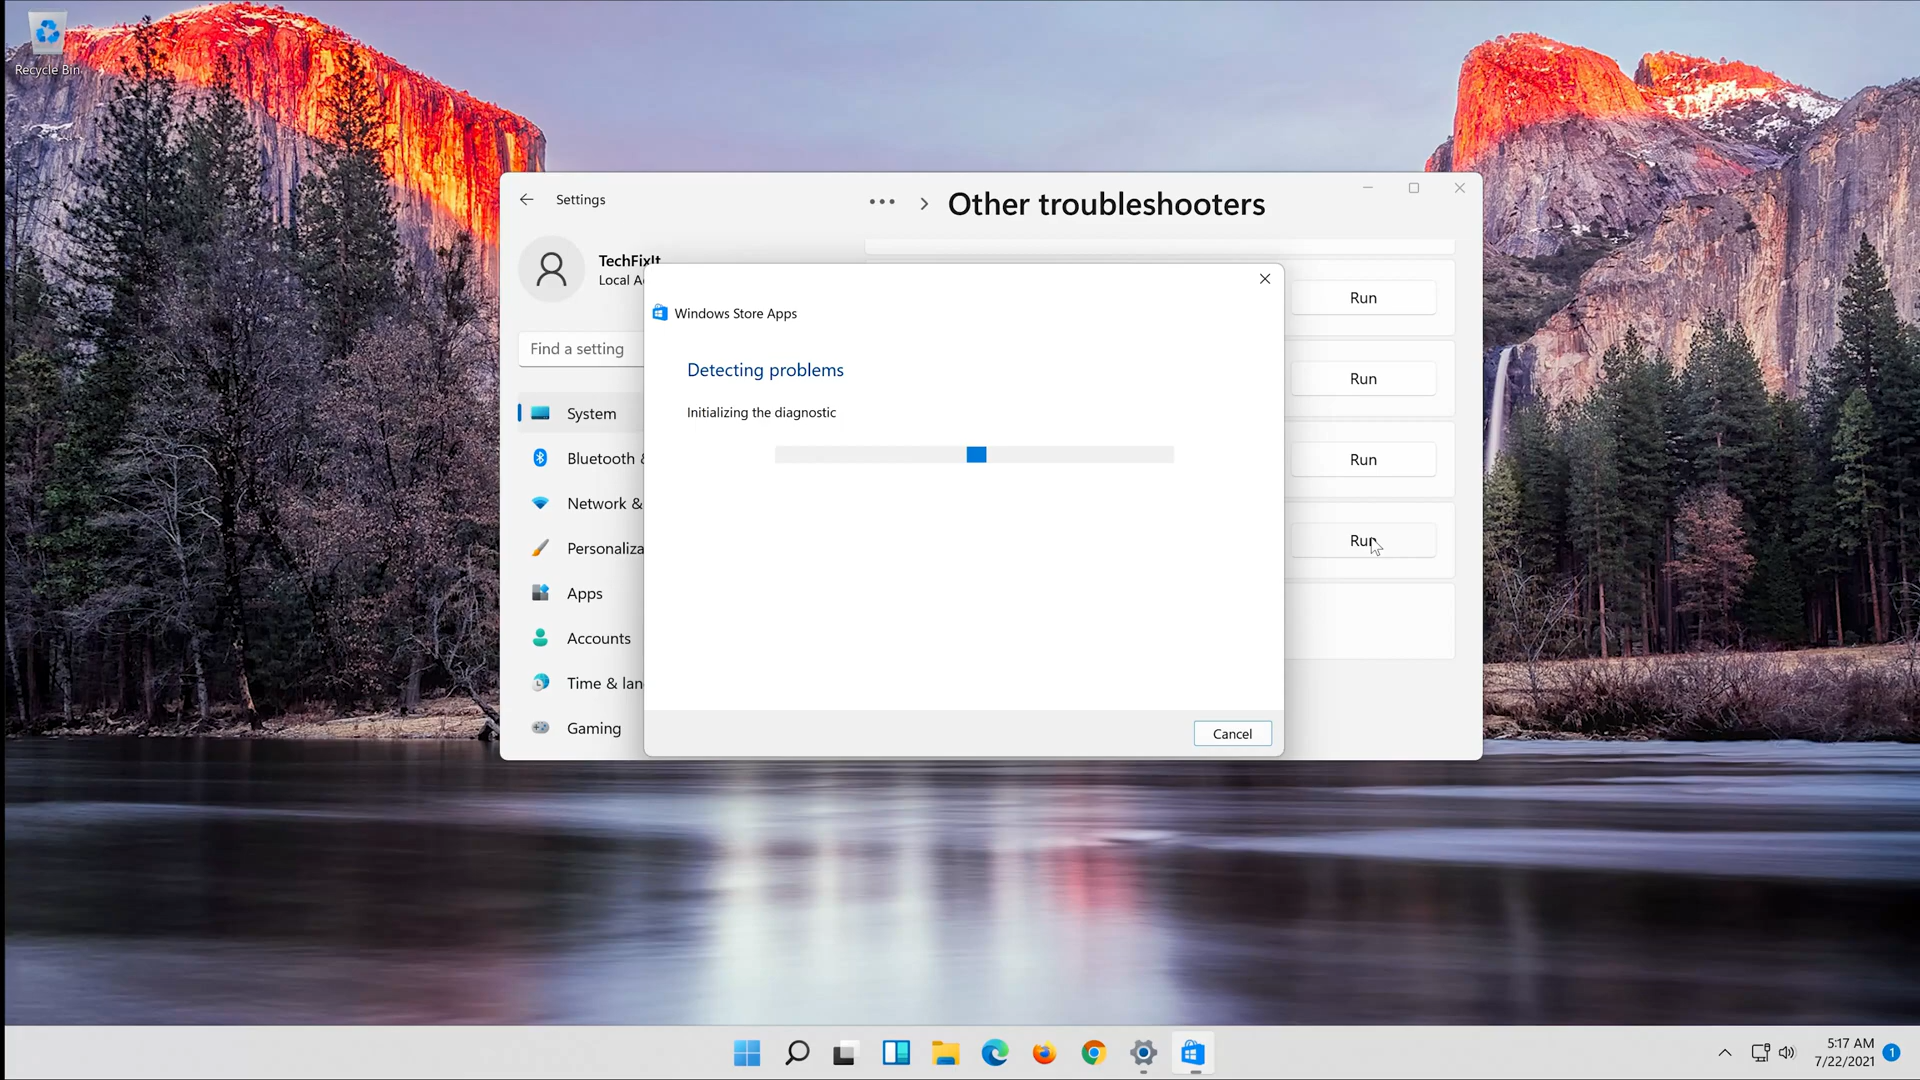 Recycle Bin
Settings
Other troubleshooters
TechFixIt
Local A
Run
Windows Store Apps
Find a setting
Detecting problems
Run
Initializing the diagnostic
System
Bluetooth &
Run
Network &
Run
Personaliza
Apps
Accounts
Time & lan
Gaming
Cancel
5:17 AM
7/22/2021
1